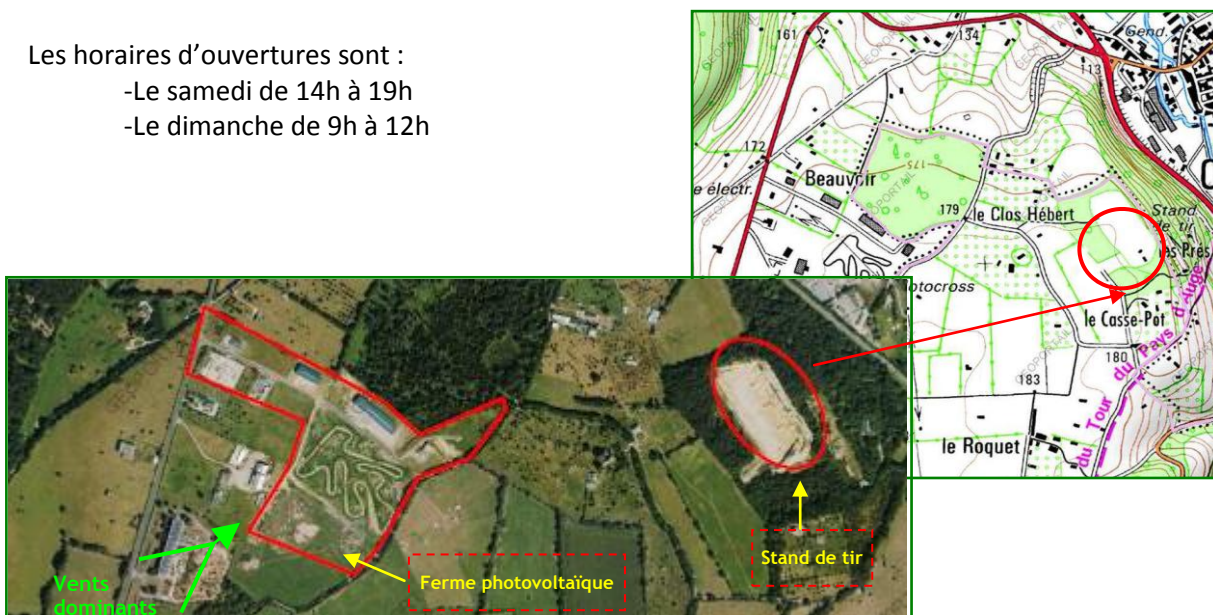 Les horaires d'ouvertures sont :
-Le samedi de 14h à 19h
-Le dimanche de 9h à 12h
161
134
Gend.
113
172
175
Beauvoir
e électr.
179
le Clos Hébert
Stand
de tir
les Prés
otocross
le Casse-Pot
180
183
le Roquet
du Tour du Pays d'Auge
GEOPORTAIL
Stand de tir
Ferme photovoltaïque
Vents
dominants